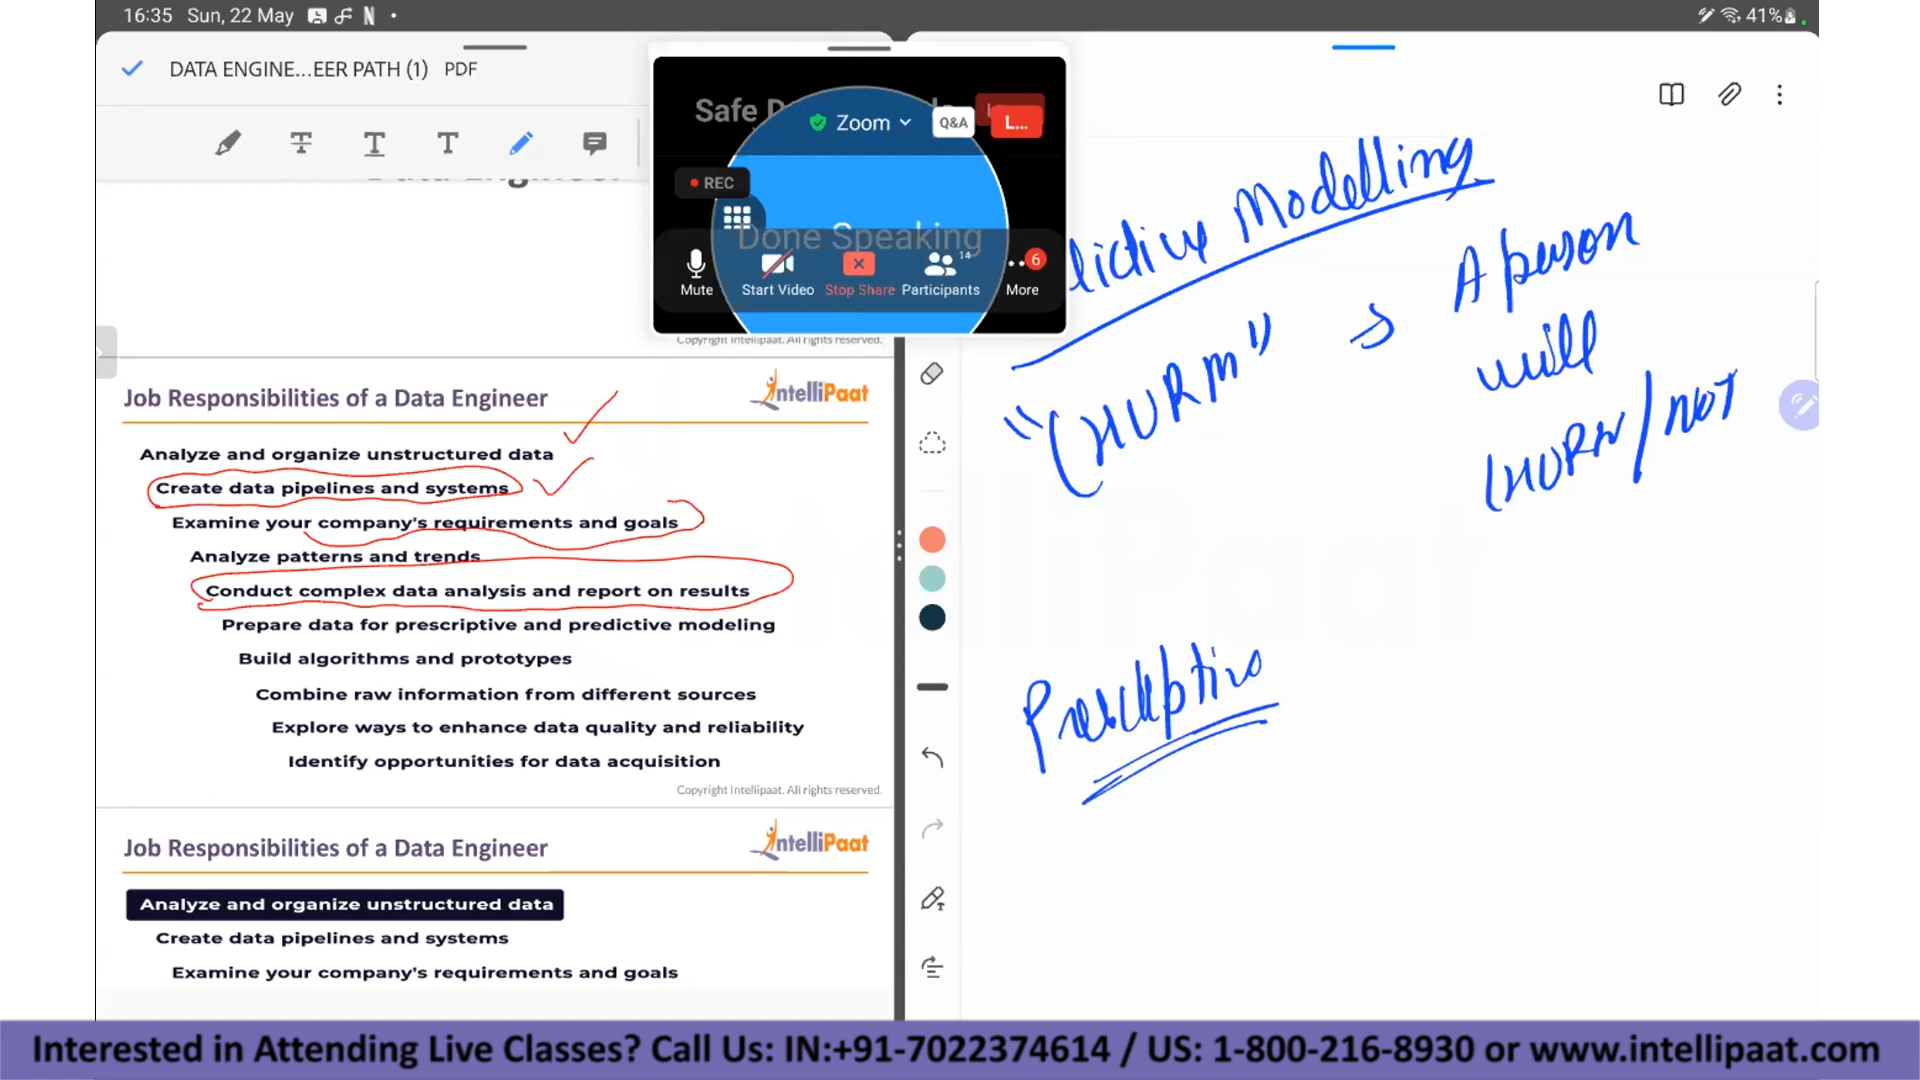 16:35 Sun, 22 May
41%
DATA ENGINE...EER PATH (1) PDF
Zoom
Q&A
L...
REC
Done Speaking
Mute
Start Video
Stop Share
Participants
14
More
6
Copyright Intellipaat. All rights reserved.
Job Responsibilities of a Data Engineer
IntelliPaat
Analyze and organize unstructured data
Create data pipelines and systems
Examine your company's requirements and goals
Analyze patterns and trends
Conduct complex data analysis and report on results
Prepare data for prescriptive and predictive modeling
Build algorithms and prototypes
Combine raw information from different sources
Explore ways to enhance data quality and reliability
Identify opportunities for data acquisition
Copyright Intellipaat. All rights reserved.
Job Responsibilities of a Data Engineer
IntelliPaat
Analyze and organize unstructured data
Create data pipelines and systems
Examine your company's requirements and goals
dictive Modelling
"CHURM" → A person
will
CHURN/NOT
Interested in Attending Live Classes? Call Us: IN:+91-7022374614 / US: 1-800-216-8930 or www.intellipaat.com